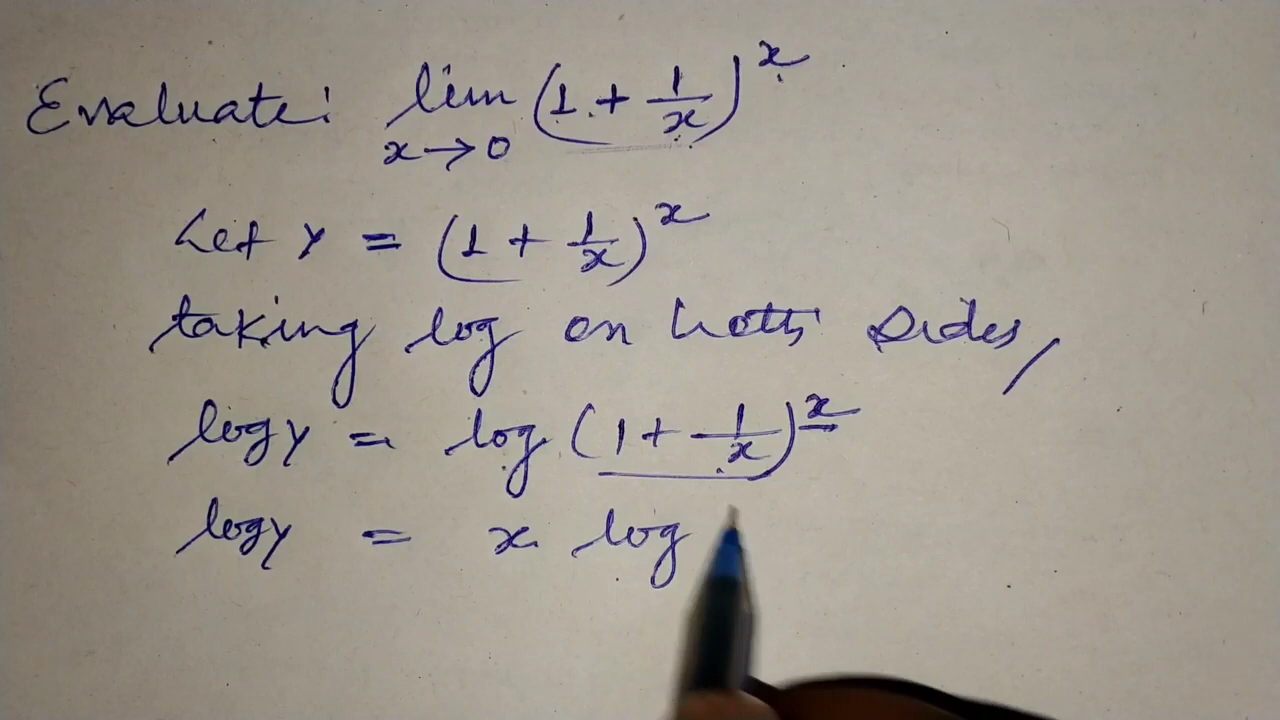 Evaluate: lim x→0 (1 + 1/x)^x
Let y = (1 + 1/x)^x
taking log on both sides,
log y = log (1 + 1/x)^x
log y = x log